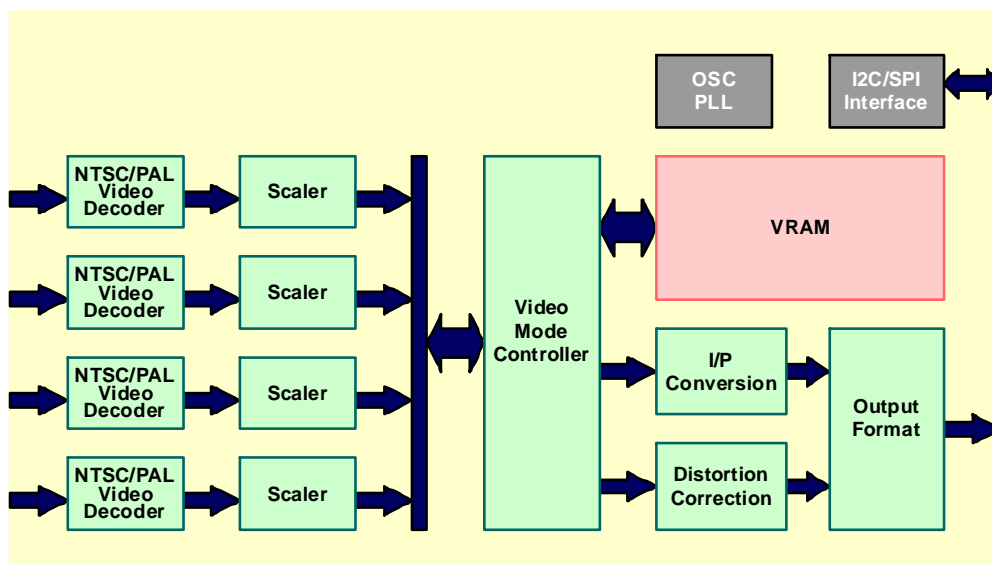 OSC
PLL
I2C/SPI
Interface
NTSC/PAL
Video
Decoder
Scaler
VRAM
NTSC/PAL
Video
Decoder
Scaler
Video
Mode
Controller
I/P
Conversion
NTSC/PAL
Video
Decoder
Scaler
Output
Format
Distortion
Correction
NTSC/PAL
Video
Decoder
Scaler